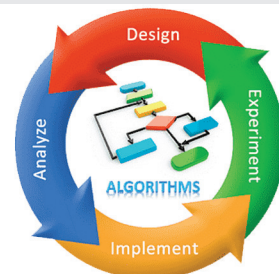 Design
Analyze
Experiment
ALGORITHMS
Implement